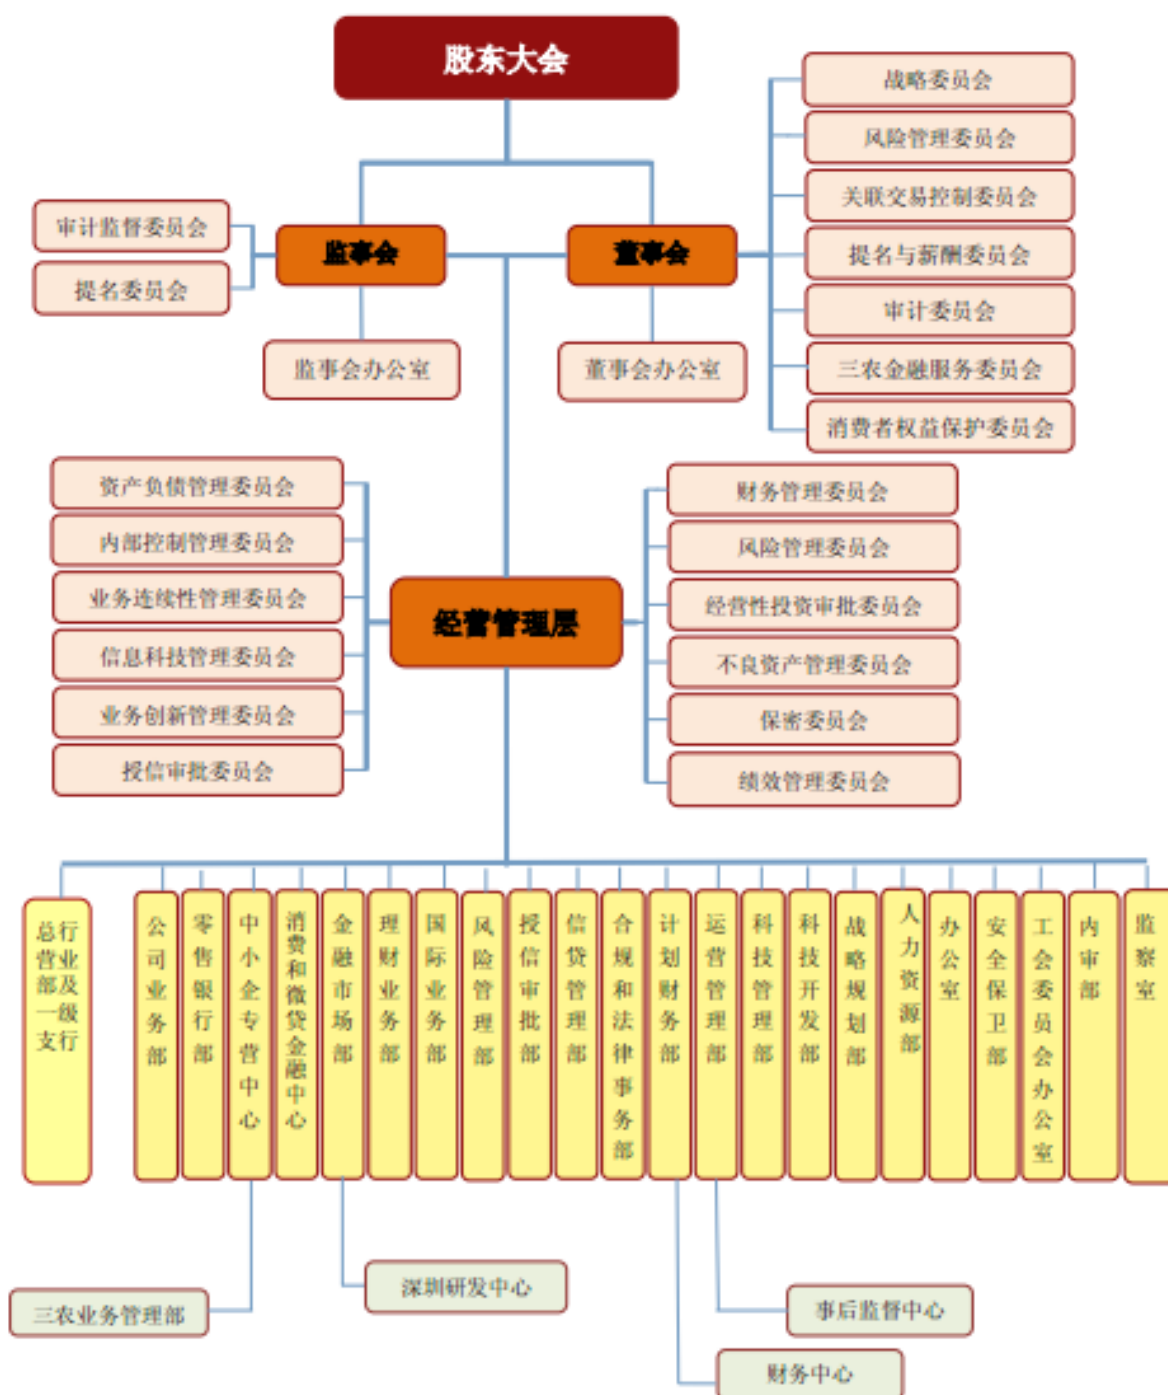 股东大会
战略委员会
风险管理委员会
关联交易控制委员会
提名与薪酬委员会
审计委员会
三农金融服务委员会
消费者权益保护委员会
审计监督委员会
提名委员会
监事会
董事会
监事会办公室
董事会办公室
资产负债管理委员会
内部控制管理委员会
业务连续性管理委员会
信息科技管理委员会
业务创新管理委员会
授信审批委员会
经营管理层
财务管理委员会
风险管理委员会
经营性投资审批委员会
不良资产管理委员会
保密委员会
绩效管理委员会
总行
营业
部及
一级
支行
公司业务部
零售银行部
中小企专营中心
消费和微贷金融中心
金融市场部
理财业务部
国际业务部
风险管理部
授信审批部
信贷管理部
合规和法律事务部
计划财务部
运营管理部
科技管理部
科技开发部
战略规划部
人力资源部
办公室
安全保卫部
工会委员会办公室
内审部
监察室
三农业务管理部
深圳研发中心
事后监督中心
财务中心